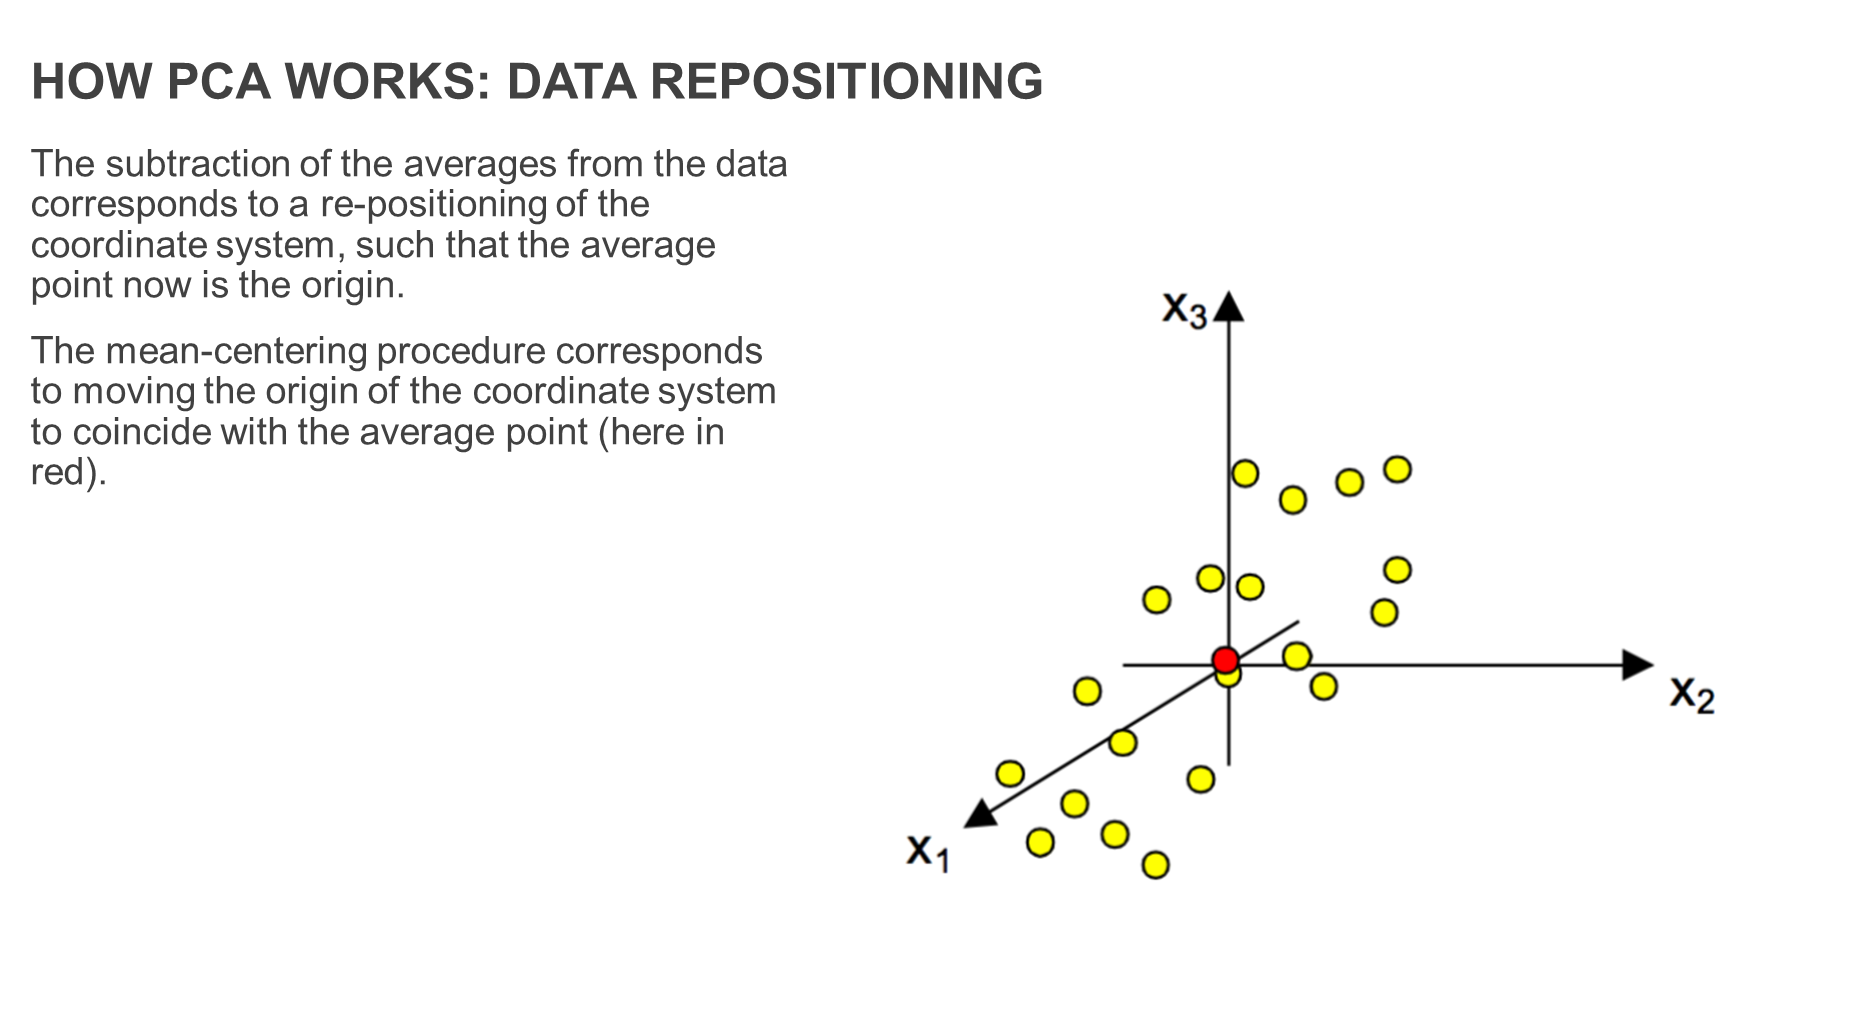 HOW PCA WORKS: DATA REPOSITIONING
The subtraction of the averages from the data
corresponds to a re-positioning of the
coordinate system, such that the average
point now is the origin.
The mean-centering procedure corresponds
to moving the origin of the coordinate system
to coincide with the average point (here in
red).
x3
x2
x1